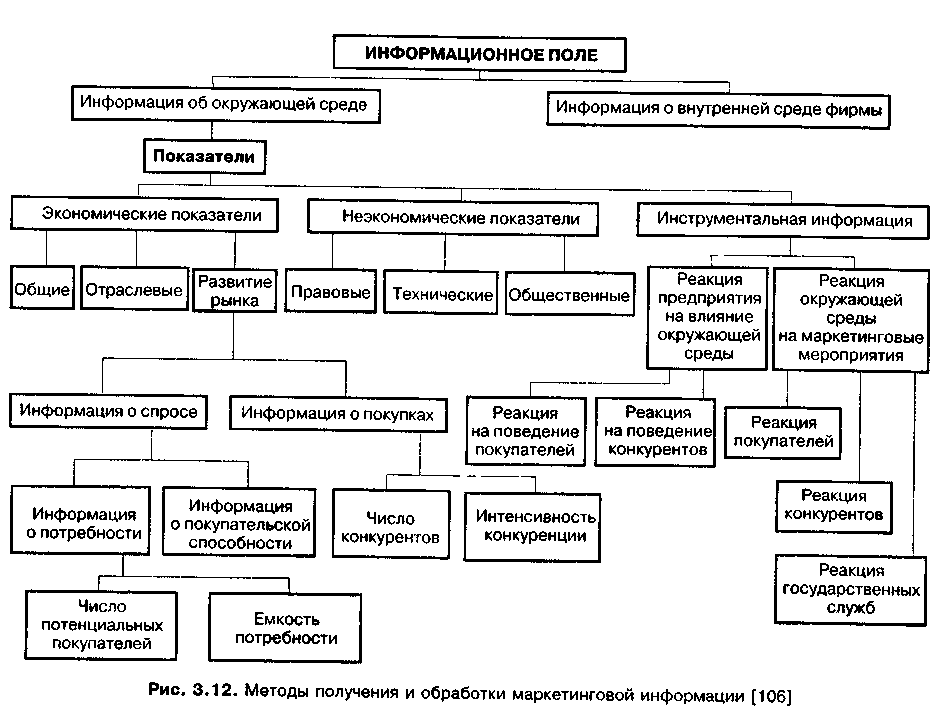 ИНФОРМАЦИОННОЕ ПОЛЕ
Информация об окружающей среде
Информация о внутренней среде фирмы
Показатели
Экономические показатели
Неэкономические показатели
Инструментальная информация
Общие
Отраслевые
Развитие
рынка
Правовые
Технические
Общественные
Реакция
предприятия
на влияние
окружающей
среды
Реакция
окружающей
среды
на маркетинговые
мероприятия
Информация о спросе
Информация о покупках
Реакция
на поведение
покупателей
Реакция
на поведение
конкурентов
Реакция
покупателей
Информация
о потребности
Информация
о покупательской
способности
Число
конкурентов
Интенсивность
конкуренции
Реакция
конкурентов
Реакция
государственных
служб
Число
потенциальных
покупателей
Емкость
потребности
Рис. 3.12. Методы получения и обработки маркетинговой информации [106]